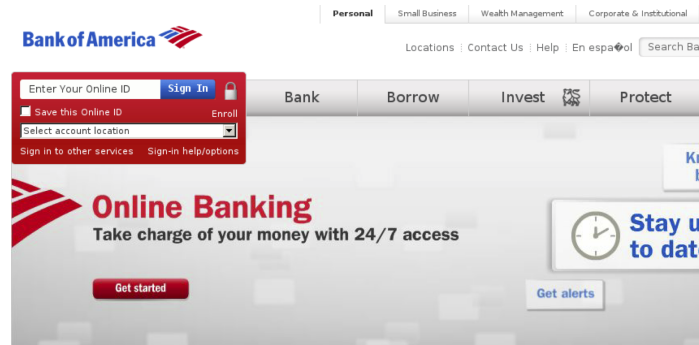 Personal
Small Business
Wealth Management
Corporate & Institutional
Bank of America
Locations
Contact Us
Help
En espa�ol
Search Ba
Enter Your Online ID
Sign In
Save this Online ID
Enroll
Select account location
Sign in to other services
Sign-in help/options
Bank
Borrow
Invest
Protect
Online Banking
Take charge of your money with 24/7 access
Get started
Stay u
to dat
Get alerts